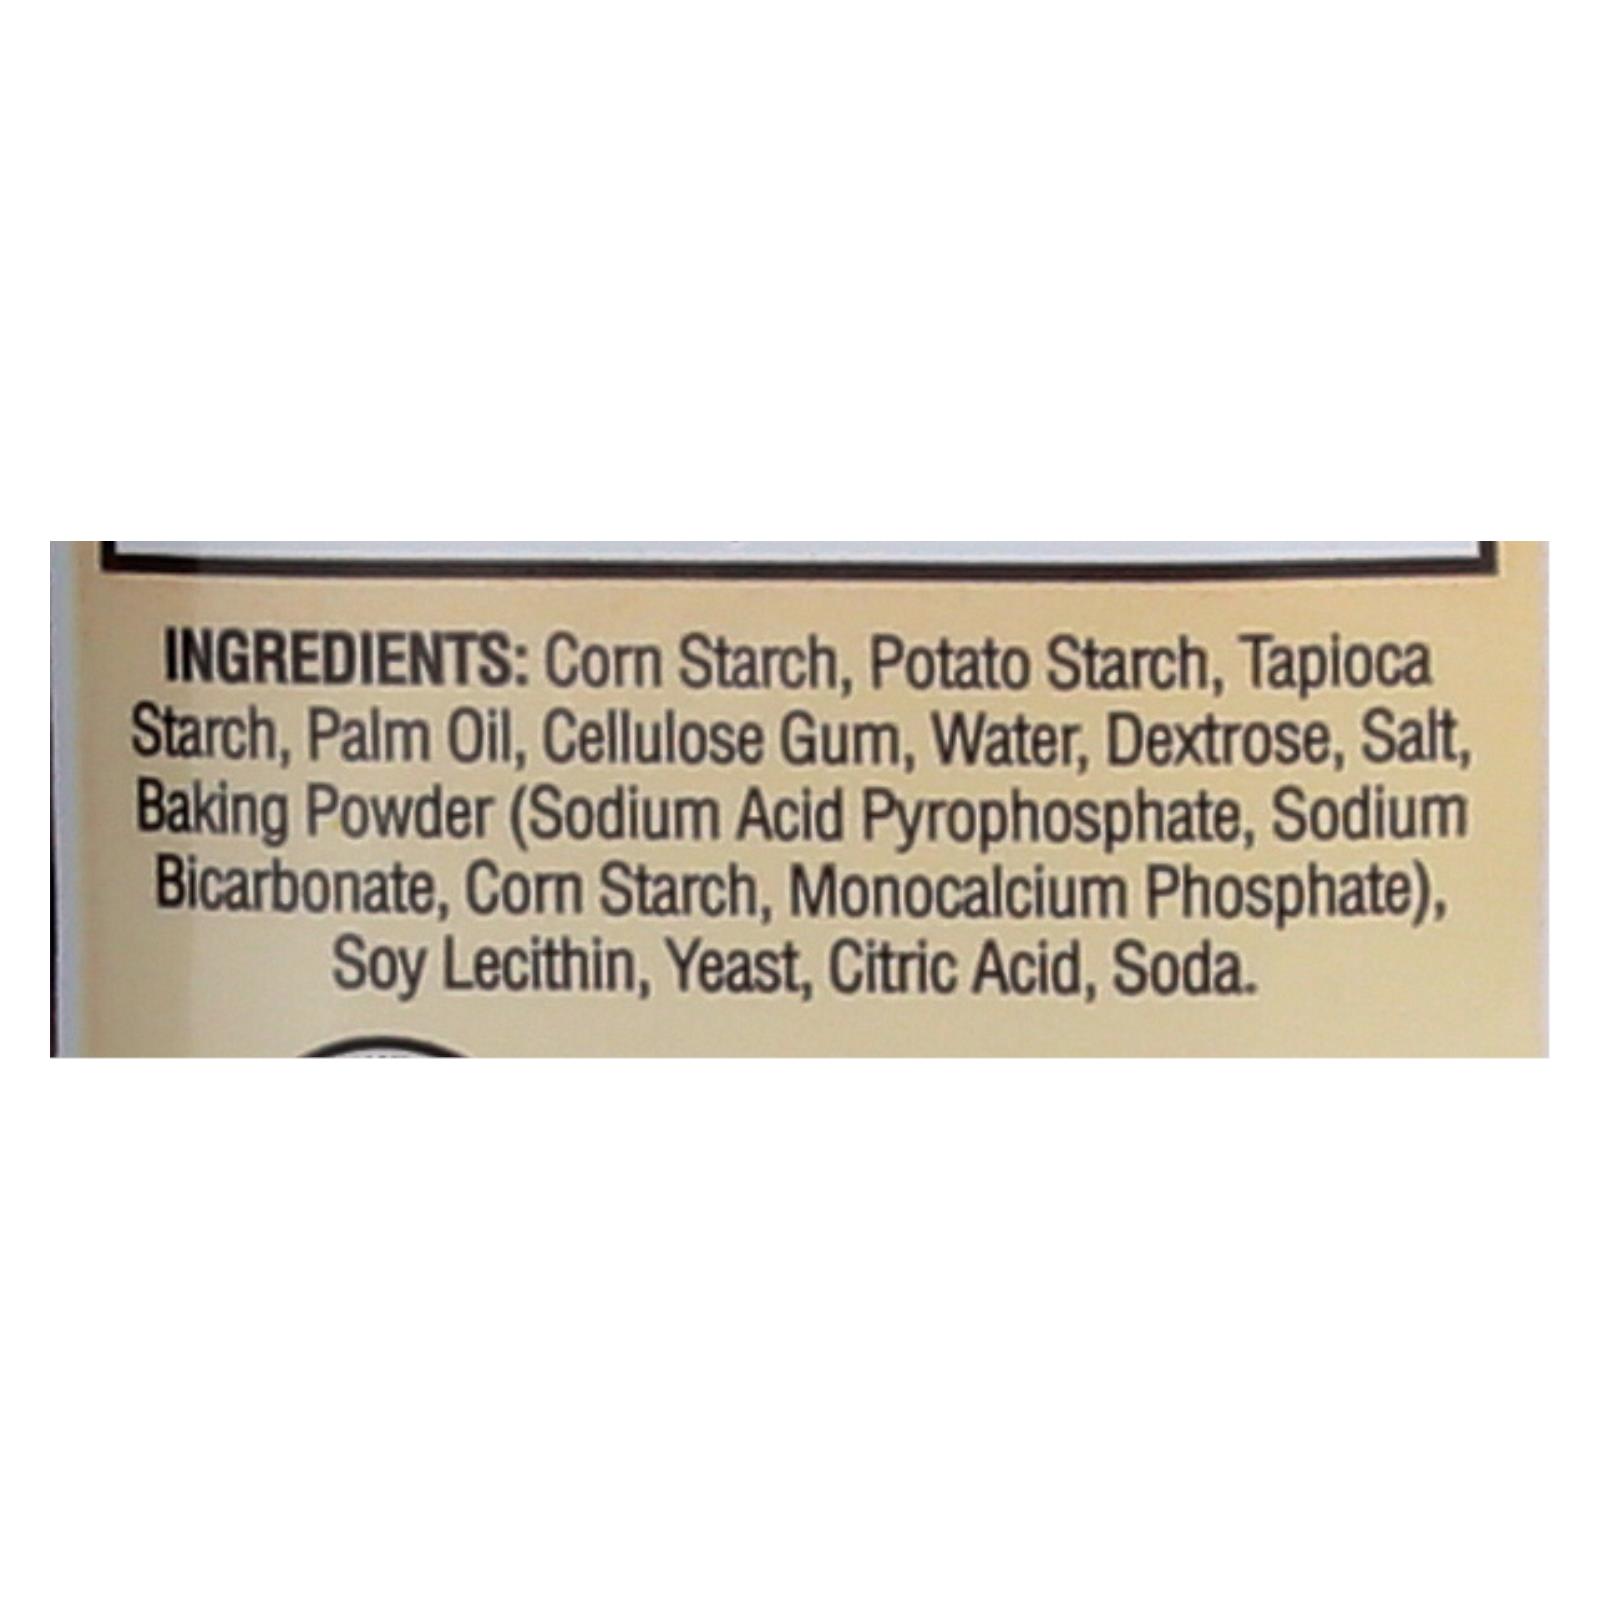 INGREDIENTS: Corn Starch, Potato Starch, Tapioca
Starch, Palm Oil, Cellulose Gum, Water, Dextrose, Salt,
Baking Powder (Sodium Acid Pyrophosphate, Sodium
Bicarbonate, Corn Starch, Monocalcium Phosphate),
Soy Lecithin, Yeast, Citric Acid, Soda.